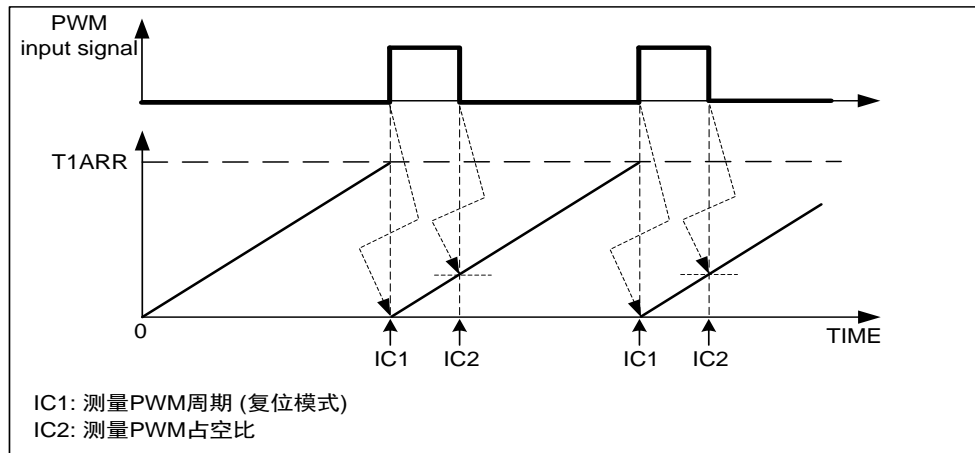 PWM
input signal
T1ARR
0
TIME
IC1 IC2 IC1 IC2
IC1: 测量PWM周期 (复位模式)
IC2: 测量PWM占空比